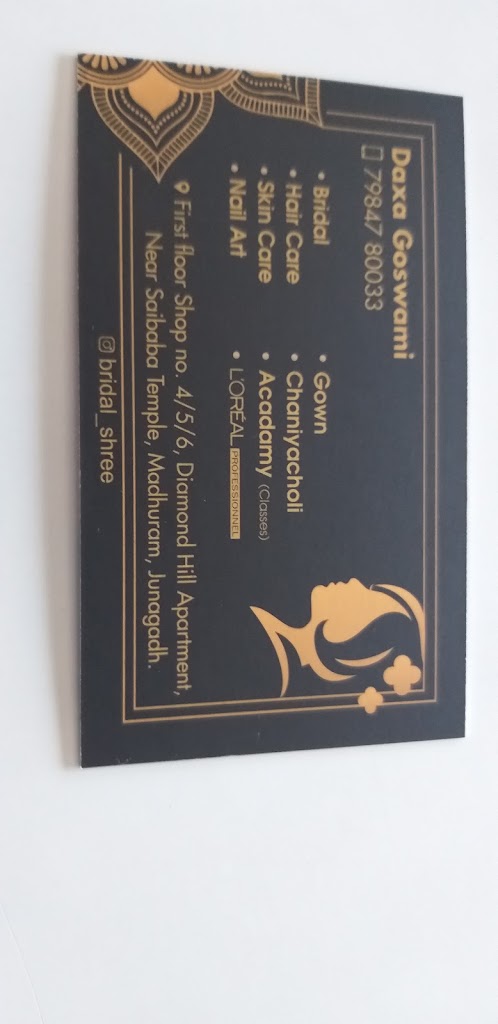 Daxa Goswami
79847 80033
• Bridal
• Hair Care
• Skin Care
• Nail Art
• Gown
• Chaniyacholi
• Acadamy (Classes)
• L'ORÉAL PROFESSIONNEL
First floor Shop no. 4/5/6, Diamond Hill Apartment,
Near Saibaba Temple, Madhuram, Junagadh.
bridal_shree